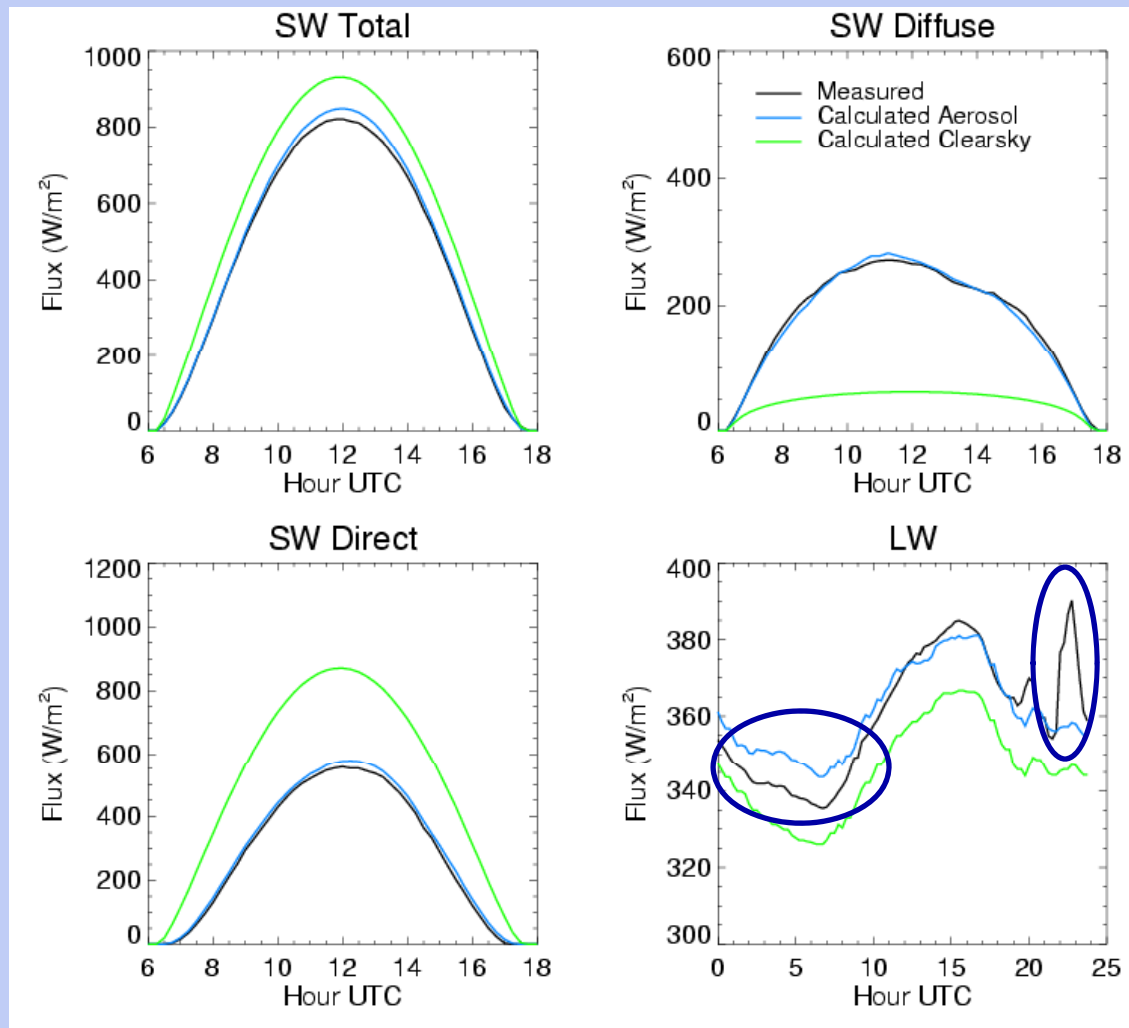 SW Total
1000
800
600
400
200
0
Flux (W/m²)
6 8 10 12 14 16 18
Hour UTC
SW Diffuse
600
400
200
0
Flux (W/m²)
Measured
Calculated Aerosol
Calculated Clearsky
6 8 10 12 14 16 18
Hour UTC
SW Direct
1200
1000
800
600
400
200
0
Flux (W/m²)
6 8 10 12 14 16 18
Hour UTC
LW
400
380
360
340
320
300
Flux (W/m²)
0 5 10 15 20 25
Hour UTC